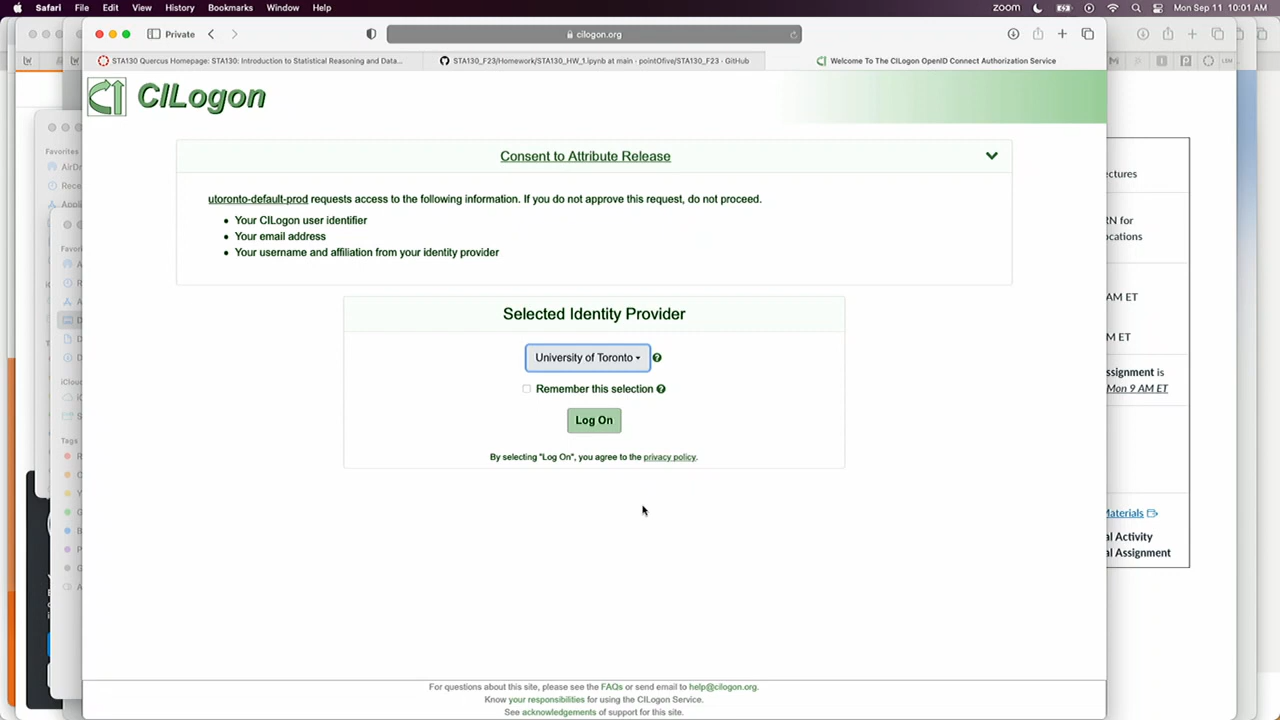 Safari File Edit View History Bookmarks Window Help
zoom Mon Sep 11 10:01 AM
Private
cilogon.org
STA130 Quercus Homepage: STA130: Introduction to Statistical Reasoning and Data...
STA130_F23/Homework/STA130_HW_1.ipynb at main · pointOfive/STA130_F23 · GitHub
Welcome To The CILogon OpenID Connect Authorization Service
CILogon
Consent to Attribute Release
utoronto-default-prod requests access to the following information. If you do not approve this request, do not proceed.
• Your CILogon user identifier
• Your email address
• Your username and affiliation from your identity provider
Selected Identity Provider
University of Toronto
Remember this selection
Log On
By selecting "Log On", you agree to the privacy policy.
For questions about this site, please see the FAQs or send email to help@cilogon.org.
Know your responsibilities for using the CILogon Service.
See acknowledgements of support for this site.
Favorites
AirD
Rece
Appl
Favo
iClou
Tags
ectures
RN for
ocations
AM ET
M ET
ssignment is
Mon 9 AM ET
Materials
al Activity
al Assignment